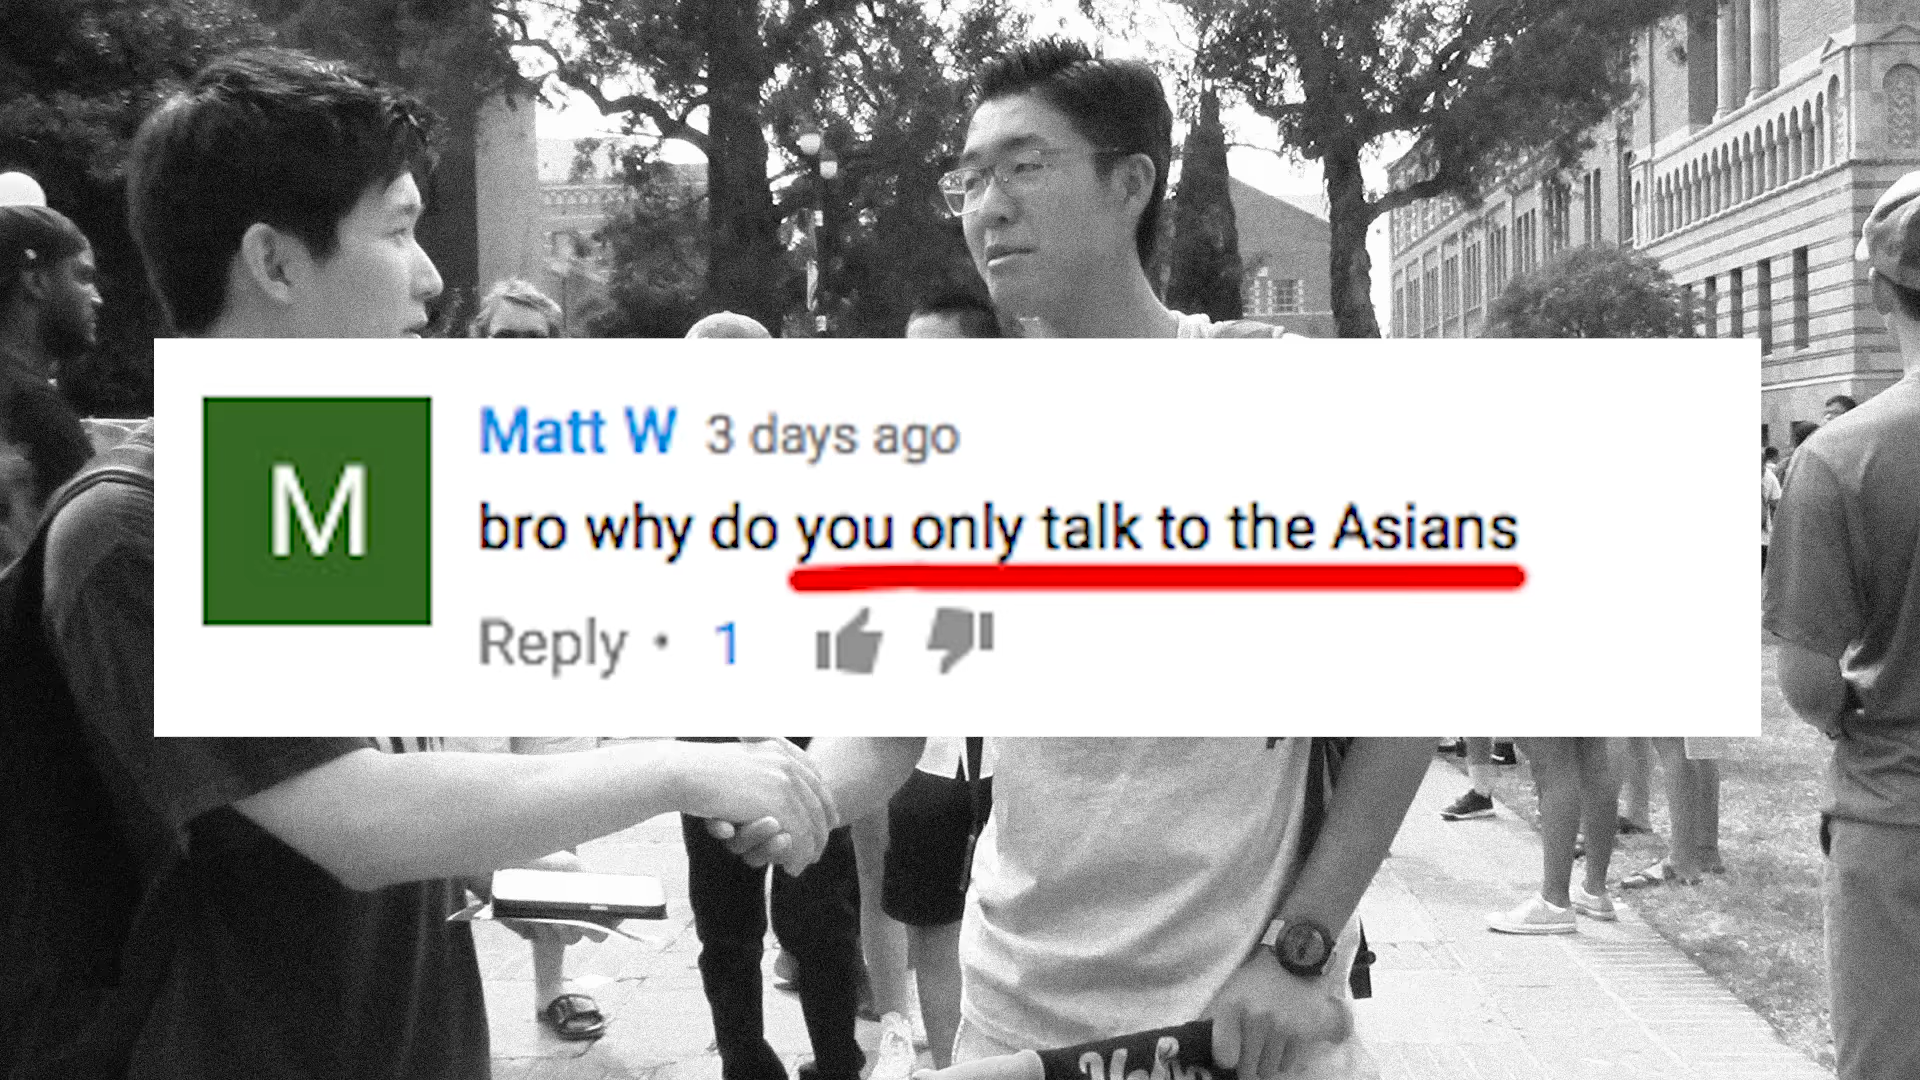 M
Matt W 3 days ago
bro why do you only talk to the Asians
Reply • 1